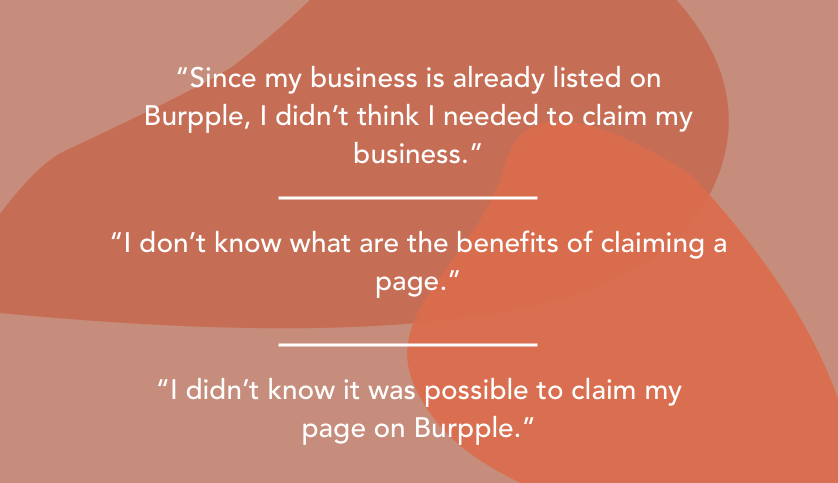 “Since my business is already listed on
Burpple, I didn’t think I needed to claim my
business.”
“I don’t know what are the benefits of claiming a
page.”
“I didn’t know it was possible to claim my
page on Burpple.”